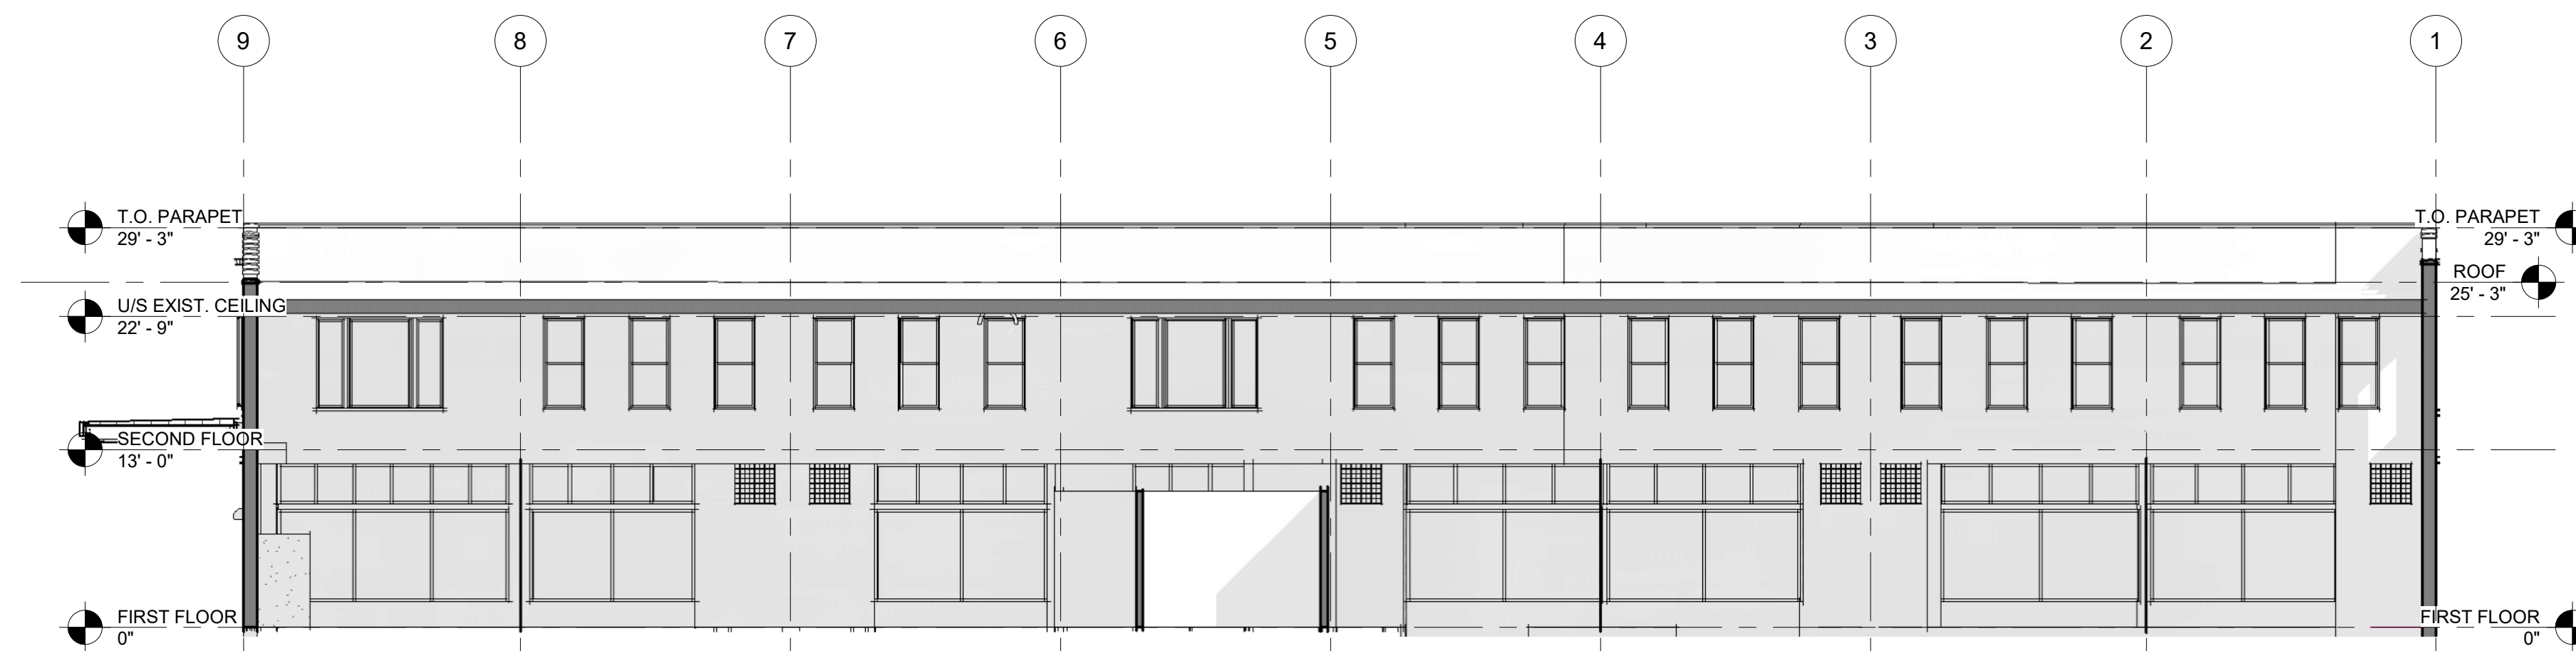 9 8 7 6 5 4 3 2 1
T.O. PARAPET
29' - 3"
U/S EXIST. CEILING
22' - 9"
SECOND FLOOR
13' - 0"
FIRST FLOOR
0"
T.O. PARAPET
29' - 3"
ROOF
25' - 3"
FIRST FLOOR
0"